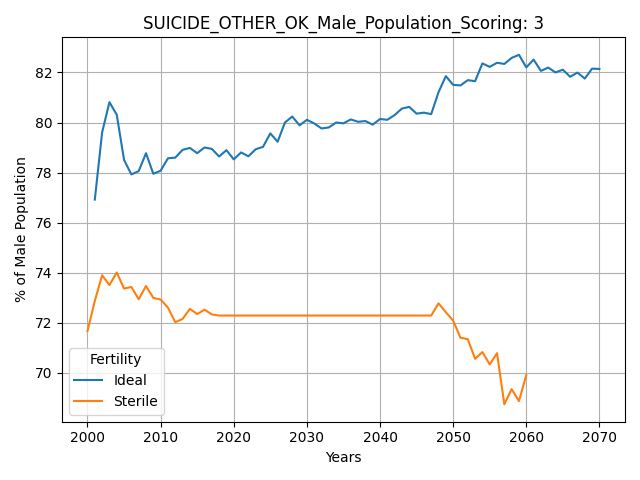 SUICIDE_OTHER_OK_Male_Population_Scoring: 3
% of Male Population
82
80
78
76
74
72
70
Fertility
Ideal
Sterile
2000 2010 2020 2030 2040 2050 2060 2070
Years